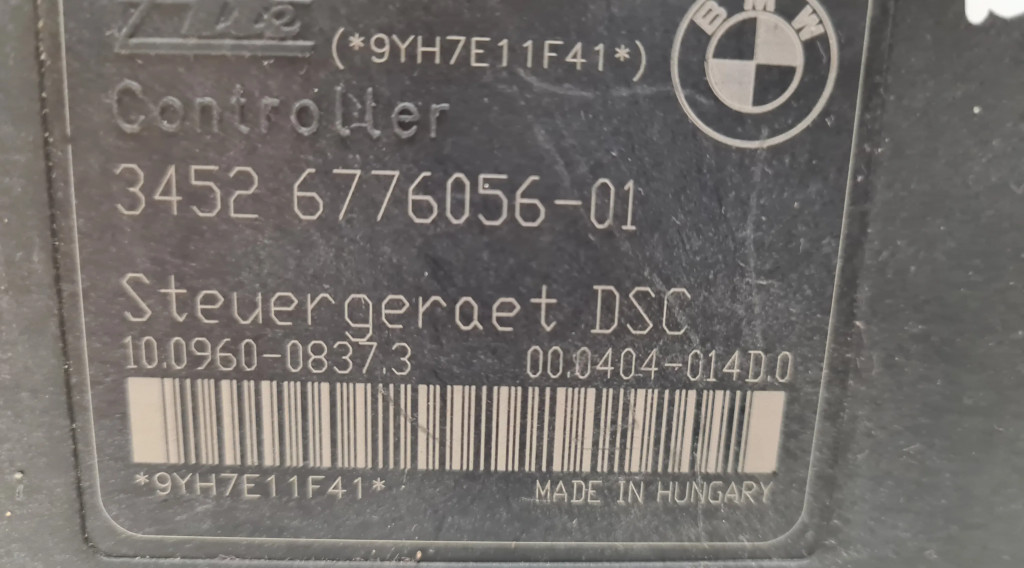 (*9YH7E11F41*)
BMW
Controller
3452 6776056-01
Steuergeraet DSC
10.0960-0837.3 00.0404-014D.0
*9YH7E11F41* MADE IN HUNGARY